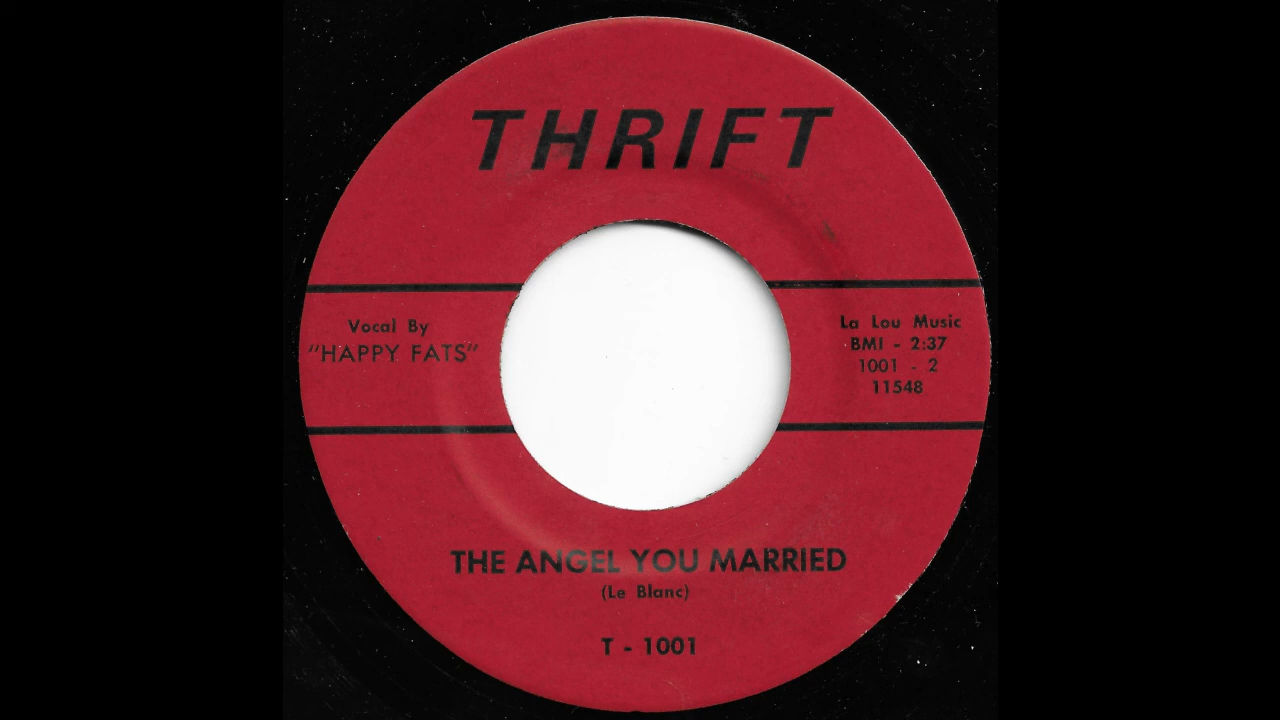 THRIFT
Vocal By
"HAPPY FATS"
La Lou Music
BMI - 2:37
1001 - 2
11548
THE ANGEL YOU MARRIED
(Le Blanc)
T - 1001